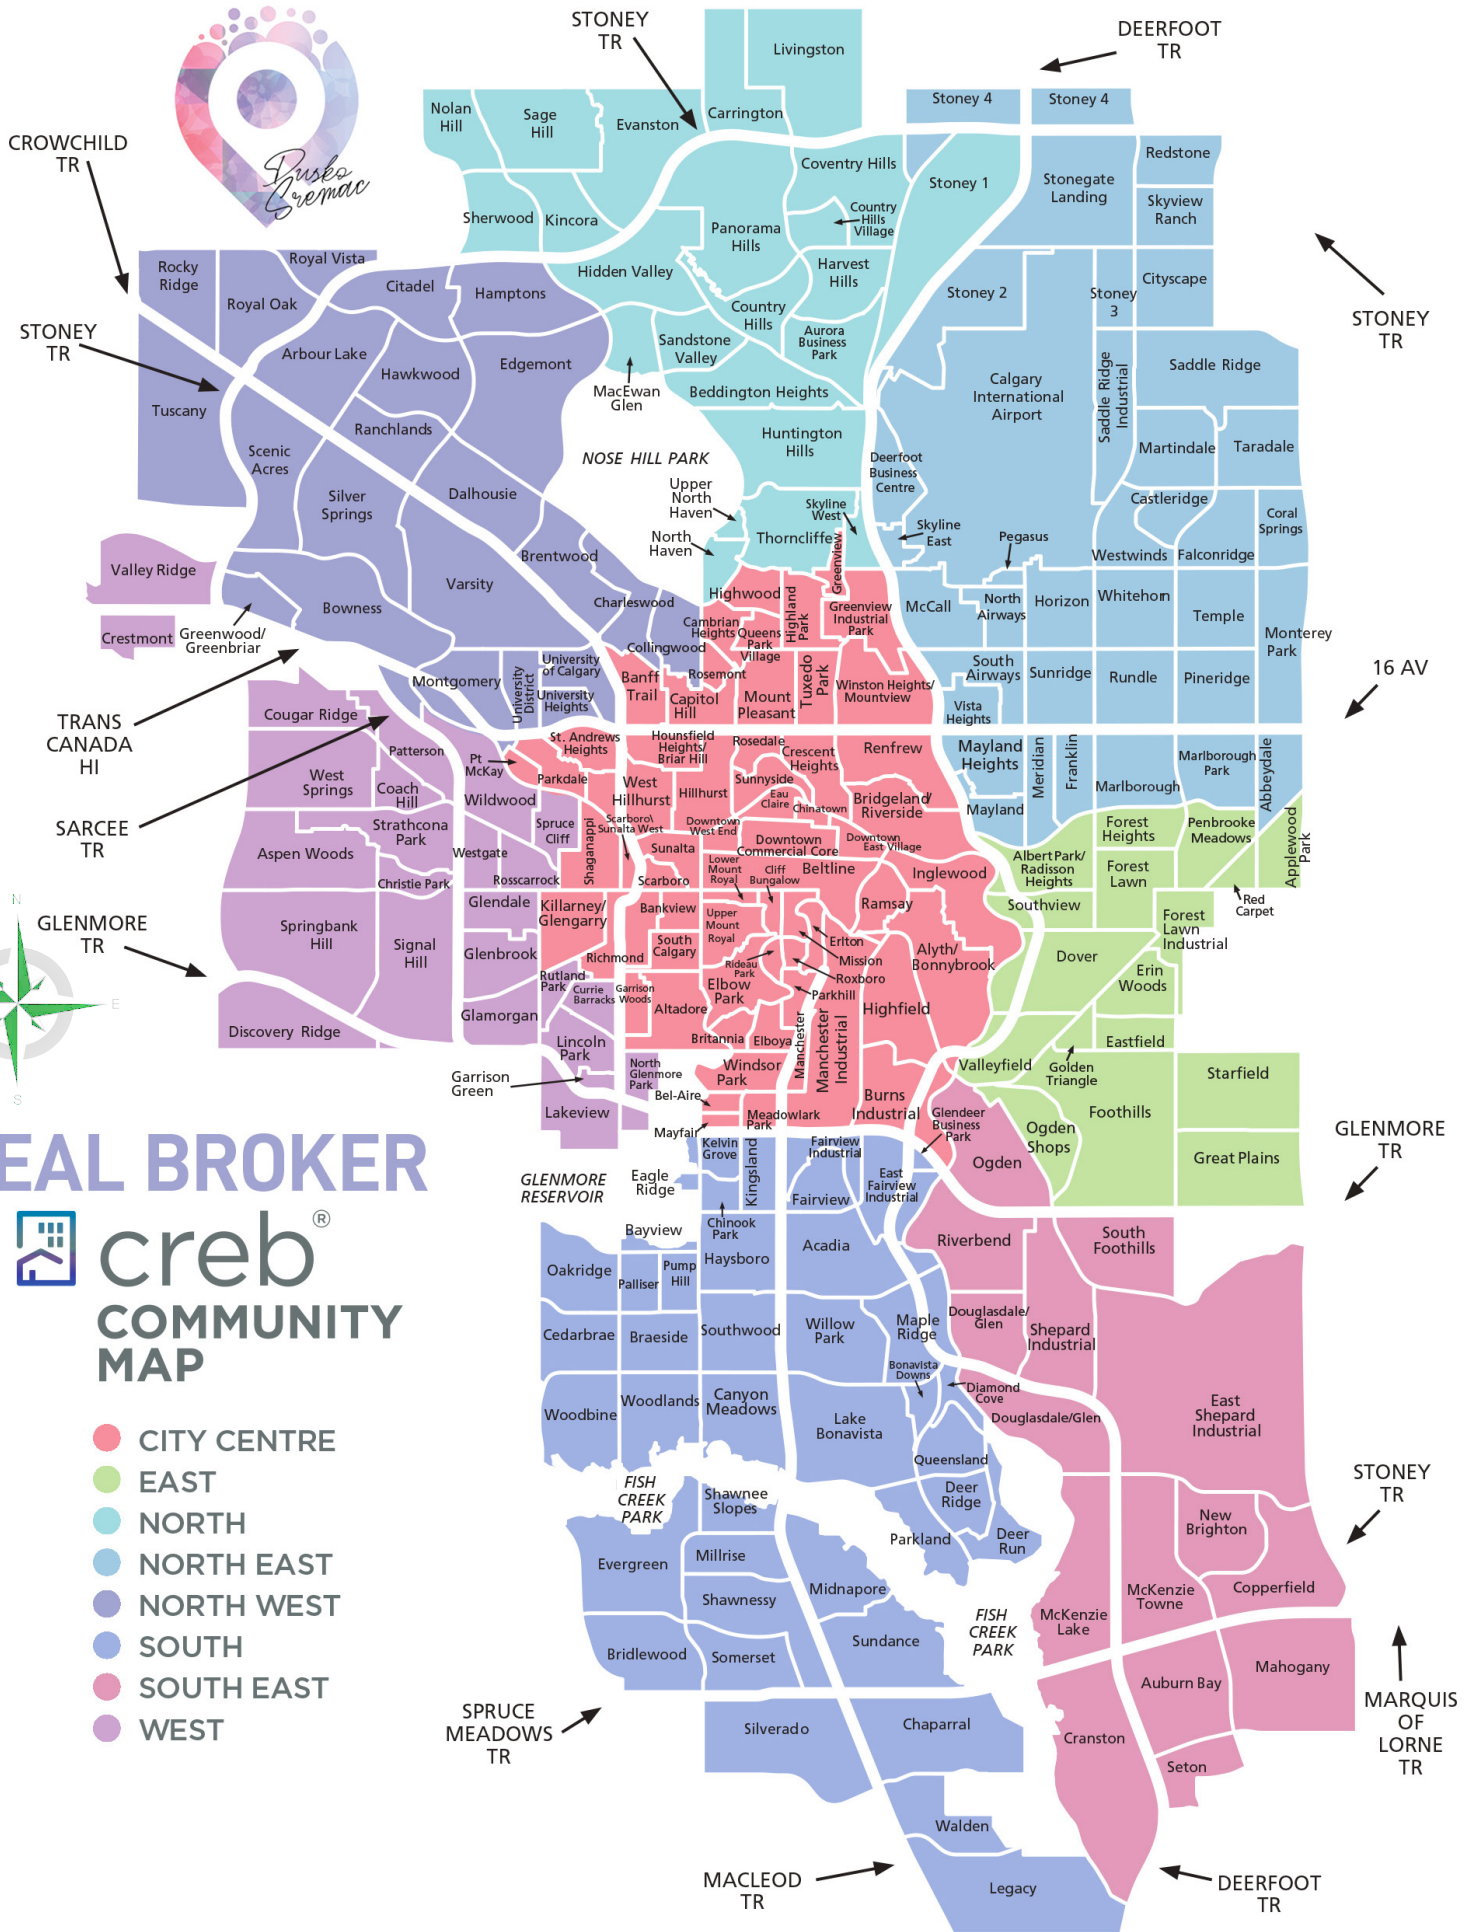 STONEY
TR
DEERFOOT
TR
Livingston
Nolan
Hill
Sage
Hill
Evanston
Carrington
Stoney 4
Stoney 4
CROWCHILD
TR
Dusko
Sremac
Coventry Hills
Redstone
Stoney 1
Stonegate
Landing
Skyview
Ranch
Sherwood
Kincora
Country
Hills
Village
Panorama
Hills
Royal Vista
Rocky
Ridge
Citadel
Hamptons
Hidden Valley
Harvest
Hills
Cityscape
Royal Oak
Stoney 2
Stoney
3
STONEY
TR
Country
Hills
STONEY
TR
Arbour Lake
Hawkwood
Edgemont
Sandstone
Valley
Aurora
Business
Park
Calgary
International
Airport
Saddle Ridge
Industrial
Saddle Ridge
MacEwan
Glen
Beddington Heights
Tuscany
Ranchlands
Huntington
Hills
Martindale
Taradale
Scenic
Acres
NOSE HILL PARK
Deerfoot
Business
Centre
Silver
Springs
Dalhousie
Upper
North
Haven
Skyline
West
Castleridge
Coral
Springs
North
Haven
Thorncliffe
Greenview
Skyline
East
Pegasus
Westwinds
Falconridge
Valley Ridge
Brentwood
Varsity
Bowness
Charleswood
Highwood
Highland
Park
Greenview
Industrial
Park
McCall
North
Airways
Horizon
Whitehorn
Temple
Monterey
Park
Crestmont
Greenwood/
Greenbriar
Cambrian
Heights
Queens
Park
Village
Collingwood
TRANS
CANADA
HI
Montgomery
University
District
University
of Calgary
University
Heights
Banff
Trail
Rosemont
Capitol
Hill
Mount
Pleasant
Tuxedo
Park
Winston Heights/
Mountview
South
Airways
Sunridge
Rundle
Pineridge
16 AV
Vista
Heights
Cougar Ridge
Patterson
Pt
McKay
St. Andrews
Heights
Hounsfield
Heights/
Briar Hill
Rosedale
Crescent
Heights
Renfrew
Mayland
Heights
Meridian
Franklin
Marlborough
Park
Abbeydale
West
Springs
Coach
Hill
Wildwood
Parkdale
West
Hillhurst
Hillhurst
Sunnyside
Eau
Claire
Chinatown
Bridgeland/
Riverside
Mayland
Marlborough
SARCEE
TR
Strathcona
Park
Spruce
Cliff
Shaganappi
Scarboro\
Sunalta West
Downtown
West End
Downtown
Commercial Core
Downtown
East Village
Forest
Heights
Penbrooke
Meadows
Applewood
Park
Aspen Woods
Westgate
Sunalta
Lower
Mount
Royal
Cliff
Bungalow
Beltline
Inglewood
Albert Park/
Radisson
Heights
Forest
Lawn
Christie Park
Rosscarrock
Scarboro
Red
Carpet
GLENMORE
TR
Springbank
Hill
Signal
Hill
Glendale
Killarney/
Glengarry
Bankview
Upper
Mount
Royal
Ramsay
Southview
Forest
Lawn
Industrial
Glenbrook
Richmond
South
Calgary
Erlton
Mission
Roxboro
Parkhill
Rideau
Park
Alyth/
Bonnybrook
Dover
Erin
Woods
N
E
S
Rutland
Park
Currie
Barracks
Garrison
Woods
Elbow
Park
Altadore
Highfield
Glamorgan
Discovery Ridge
Lincoln
Park
Britannia
Elboya
Manchester
Manchester
Industrial
Eastfield
Valleyfield
Golden
Triangle
Starfield
Garrison
Green
North
Glenmore
Park
Windsor
Park
Bel-Aire
Lakeview
Mayfair
Meadowlark
Park
Burns
Industrial
Glendeer
Business
Park
Foothills
Ogden
Shops
Great Plains
GLENMORE
TR
EAL BROKER
Kelvin
Grove
Kingsland
Fairview
Industrial
Ogden
GLENMORE
RESERVOIR
Eagle
Ridge
Fairview
East
Fairview
Industrial
creb®
COMMUNITY
MAP
Bayview
Chinook
Park
Haysboro
Acadia
Riverbend
South
Foothills
Oakridge
Palliser
Pump
Hill
Cedarbrae
Braeside
Southwood
Willow
Park
Maple
Ridge
Douglasdale/
Glen
Shepard
Industrial
Bonavista
Downs
Diamond
Cove
Woodbine
Woodlands
Canyon
Meadows
Lake
Bonavista
Douglasdale/Glen
East
Shepard
Industrial
CITY CENTRE
EAST
NORTH
NORTH EAST
NORTH WEST
SOUTH
SOUTH EAST
WEST
Queensland
FISH
CREEK
PARK
Shawnee
Slopes
Deer
Ridge
STONEY
TR
Parkland
Deer
Run
New
Brighton
Evergreen
Millrise
Midnapore
McKenzie
Towne
Copperfield
Shawnessy
FISH
CREEK
PARK
McKenzie
Lake
Sundance
Bridlewood
Somerset
Auburn Bay
Mahogany
MARQUIS
OF
LORNE
TR
SPRUCE
MEADOWS
TR
Silverado
Chaparral
Cranston
Seton
Walden
MACLEOD
TR
Legacy
DEERFOOT
TR